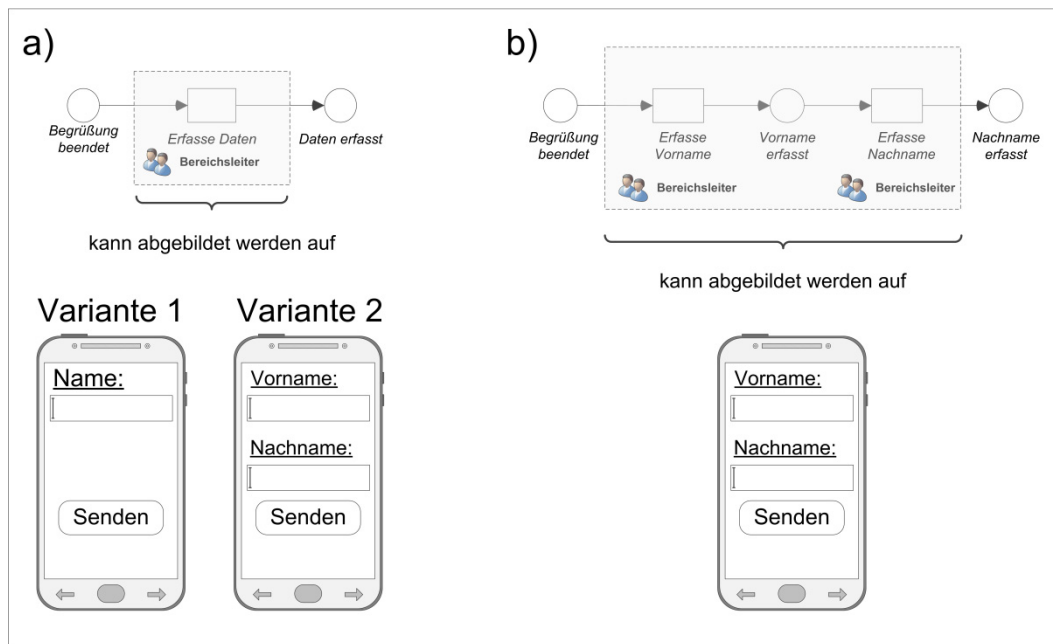 a)
Begrüßung
beendet
Erfasse Daten
Bereichsleiter
Daten erfasst
kann abgebildet werden auf
Variante 1
Name:
Senden
Variante 2
Vorname:
Nachname:
Senden
b)
Begrüßung
beendet
Erfasse
Vorname
Bereichsleiter
Vorname
erfasst
Erfasse
Nachname
Bereichsleiter
Nachname
erfasst
kann abgebildet werden auf
Vorname:
Nachname:
Senden